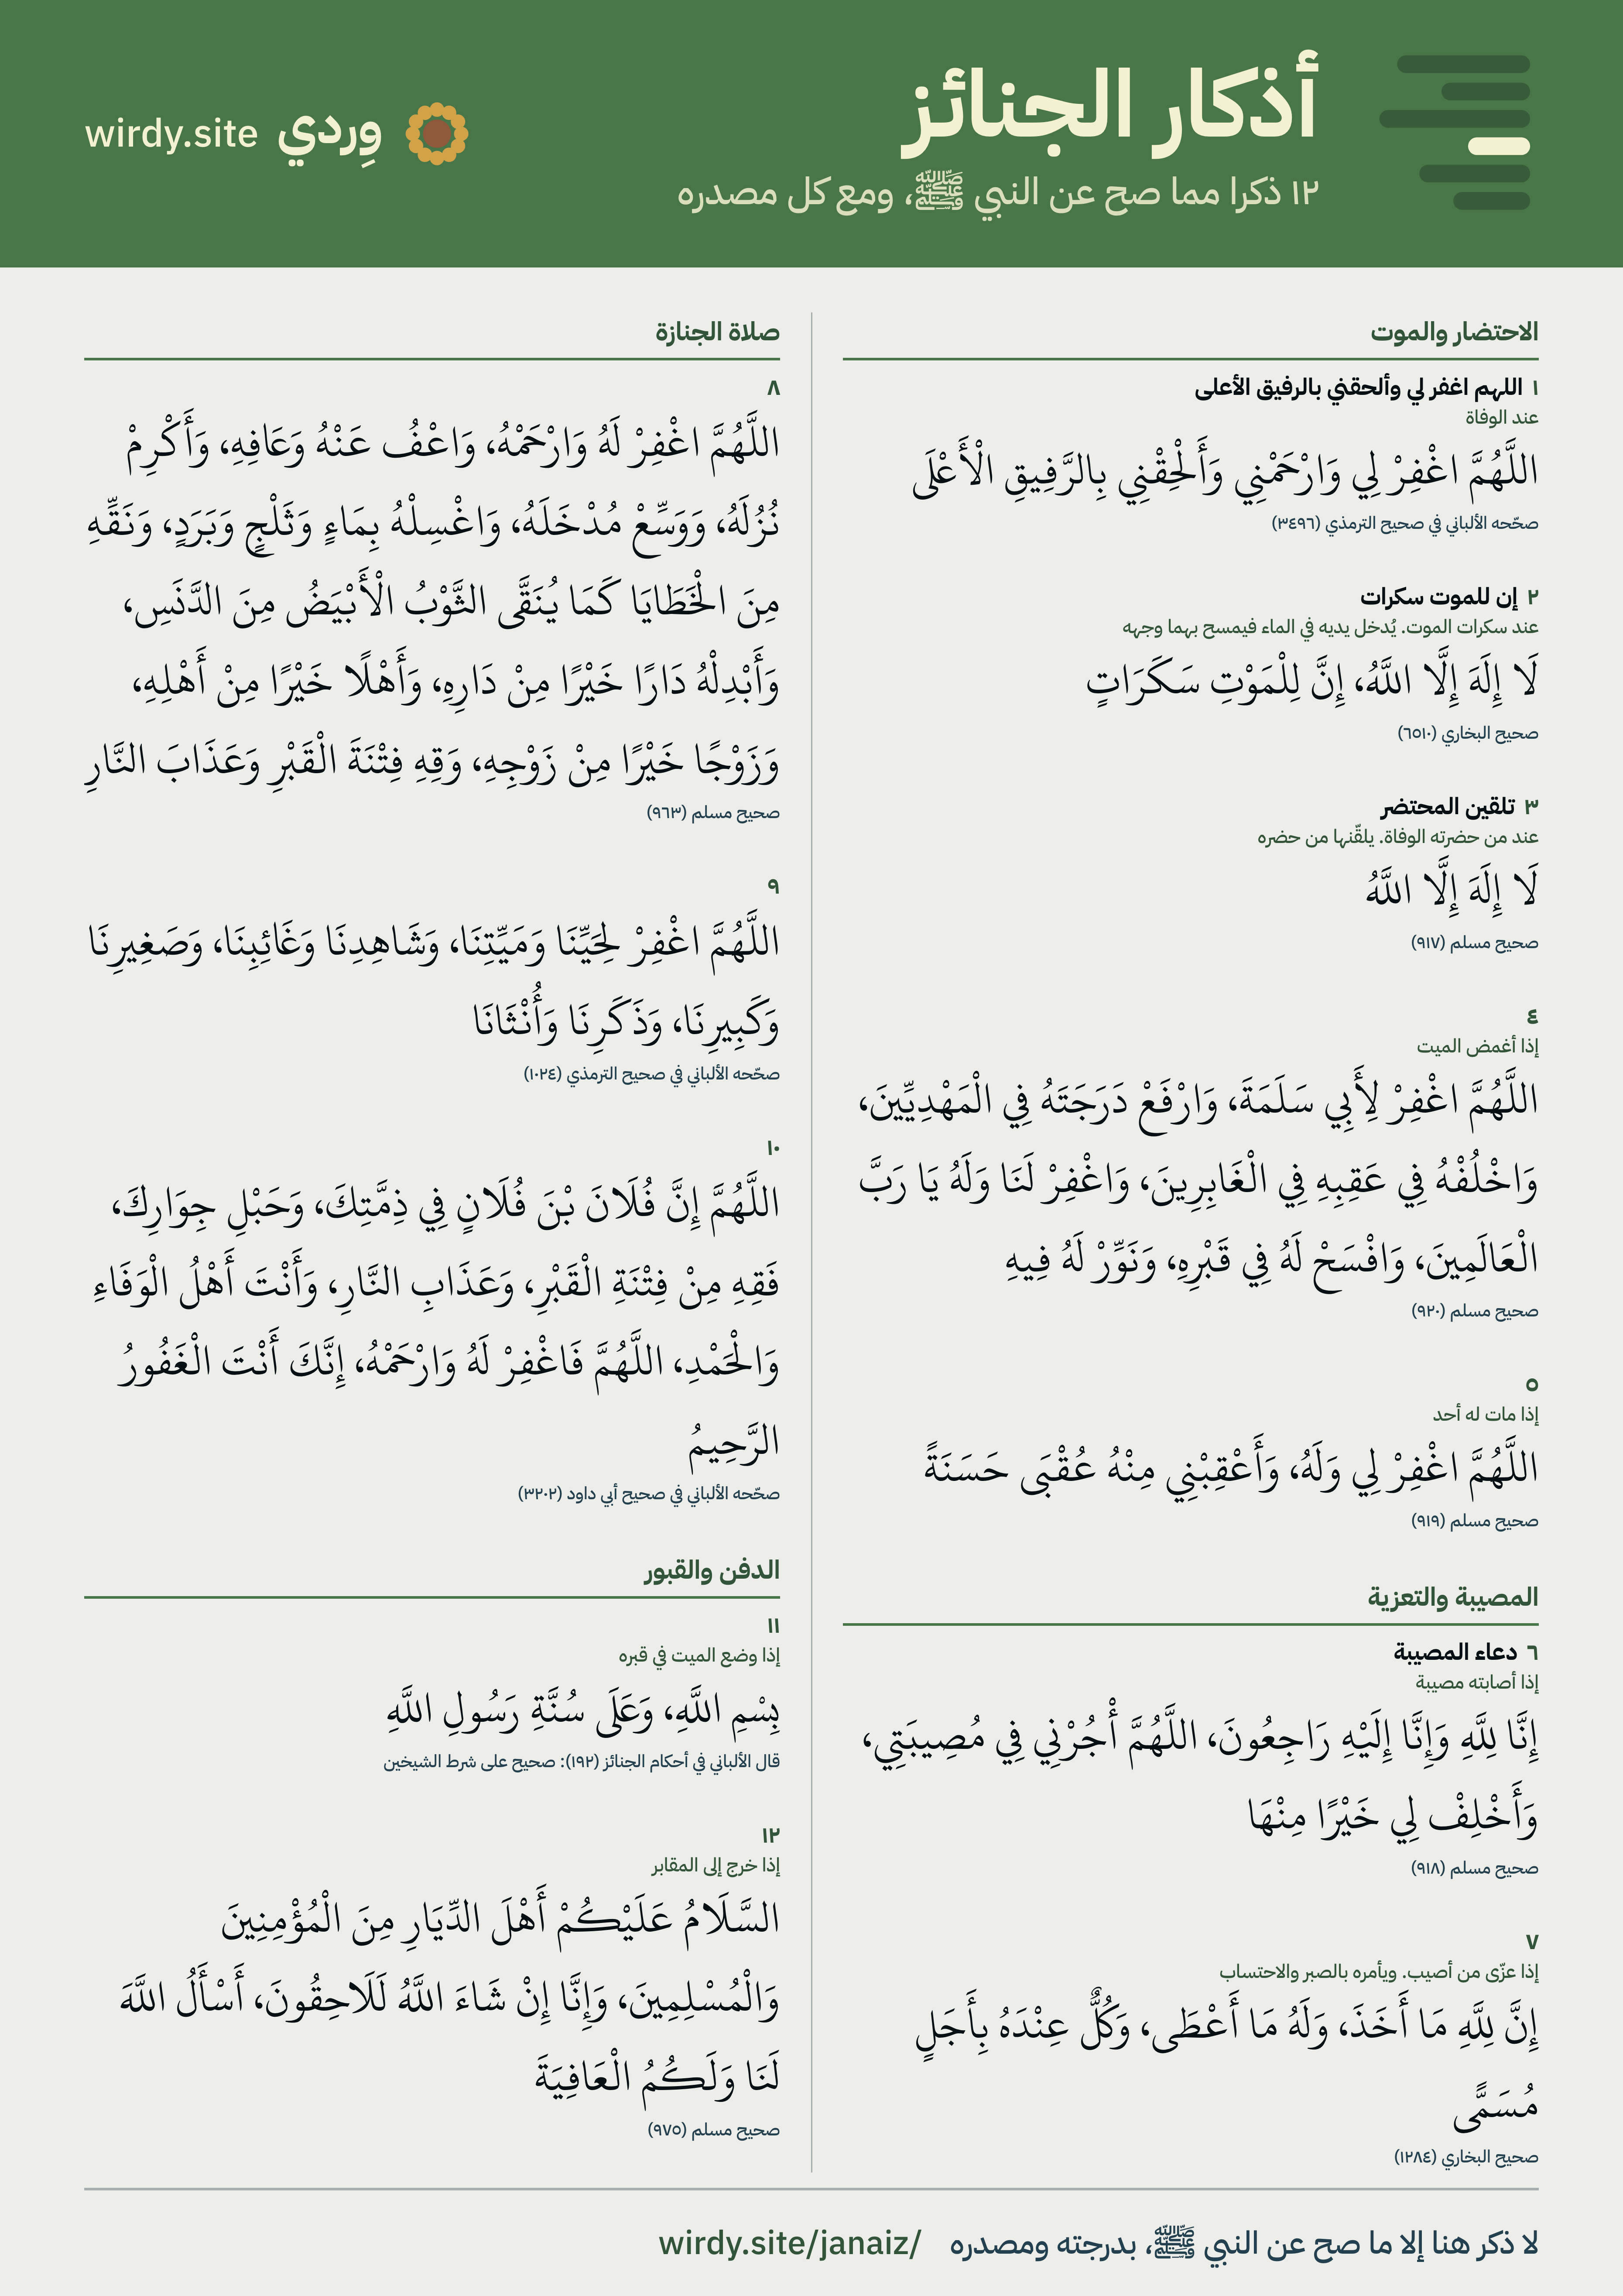 أذكار الجنائز
١٢ ذكرا مما صح عن النبي ﷺ، ومع كل مصدره
وِردي wirdy.site
الاحتضار والموت
١ اللهم اغفر لي وألحقني بالرفيق الأعلى
عند الوفاة
اللَّهُمَّ اغْفِرْ لِي وَارْحَمْنِي وَأَلْحِقْنِي بِالرَّفِيقِ الْأَعْلَى
صحّحه الألباني في صحيح الترمذي (٣٤٩٦)
٢ إن للموت سكرات
عند سكرات الموت. يُدخل يديه في الماء فيمسح بهما وجهه
لَا إِلَهَ إِلَّا اللَّهُ، إِنَّ لِلْمَوْتِ سَكَرَاتٍ
صحيح البخاري (٦٥١٠)
٣ تلقين المحتضر
عند من حضرته الوفاة. يلقّنها من حضره
لَا إِلَهَ إِلَّا اللَّهُ
صحيح مسلم (٩١٧)
٤
إذا أغمض الميت
اللَّهُمَّ اغْفِرْ لِأَبِي سَلَمَةَ، وَارْفَعْ دَرَجَتَهُ فِي الْمَهْدِيِّينَ،
وَاخْلُفْهُ فِي عَقِبِهِ فِي الْغَابِرِينَ، وَاغْفِرْ لَنَا وَلَهُ يَا رَبَّ
الْعَالَمِينَ، وَافْسَحْ لَهُ فِي قَبْرِهِ، وَنَوِّرْ لَهُ فِيهِ
صحيح مسلم (٩٢٠)
٥
إذا مات له أحد
اللَّهُمَّ اغْفِرْ لِي وَلَهُ، وَأَعْقِبْنِي مِنْهُ عُقْبَى حَسَنَةً
صحيح مسلم (٩١٩)
المصيبة والتعزية
٦ دعاء المصيبة
إذا أصابته مصيبة
إِنَّا لِلَّهِ وَإِنَّا إِلَيْهِ رَاجِعُونَ، اللَّهُمَّ أْجُرْنِي فِي مُصِيبَتِي،
وَأَخْلِفْ لِي خَيْرًا مِنْهَا
صحيح مسلم (٩١٨)
٧
إذا عزّى من أصيب. ويأمره بالصبر والاحتساب
إِنَّ لِلَّهِ مَا أَخَذَ، وَلَهُ مَا أَعْطَى، وَكُلٌّ عِنْدَهُ بِأَجَلٍ
مُسَمًّى
صحيح البخاري (١٢٨٤)
صلاة الجنازة
٨
اللَّهُمَّ اغْفِرْ لَهُ وَارْحَمْهُ، وَاعْفُ عَنْهُ وَعَافِهِ، وَأَكْرِمْ
نُزُلَهُ، وَوَسِّعْ مُدْخَلَهُ، وَاغْسِلْهُ بِمَاءٍ وَثَلْجٍ وَبَرَدٍ، وَنَقِّهِ
مِنَ الْخَطَايَا كَمَا يُنَقَّى الثَّوْبُ الْأَبْيَضُ مِنَ الدَّنَسِ،
وَأَبْدِلْهُ دَارًا خَيْرًا مِنْ دَارِهِ، وَأَهْلًا خَيْرًا مِنْ أَهْلِهِ،
وَزَوْجًا خَيْرًا مِنْ زَوْجِهِ، وَقِهِ فِتْنَةَ الْقَبْرِ وَعَذَابَ النَّارِ
صحيح مسلم (٩٦٣)
٩
اللَّهُمَّ اغْفِرْ لِحَيِّنَا وَمَيِّتِنَا، وَشَاهِدِنَا وَغَائِبِنَا، وَصَغِيرِنَا
وَكَبِيرِنَا، وَذَكَرِنَا وَأُنْثَانَا
صحّحه الألباني في صحيح الترمذي (١٠٢٤)
١٠
اللَّهُمَّ إِنَّ فُلَانَ بْنَ فُلَانٍ فِي ذِمَّتِكَ، وَحَبْلِ جِوَارِكَ،
فَقِهِ مِنْ فِتْنَةِ الْقَبْرِ، وَعَذَابِ النَّارِ، وَأَنْتَ أَهْلُ الْوَفَاءِ
وَالْحَمْدِ، اللَّهُمَّ فَاغْفِرْ لَهُ وَارْحَمْهُ، إِنَّكَ أَنْتَ الْغَفُورُ
الرَّحِيمُ
صحّحه الألباني في صحيح أبي داود (٣٢٠٢)
الدفن والقبور
١١
إذا وضع الميت في قبره
بِسْمِ اللَّهِ، وَعَلَى سُنَّةِ رَسُولِ اللَّهِ
قال الألباني في أحكام الجنائز (١٩٢): صحيح على شرط الشيخين
١٢
إذا خرج إلى المقابر
السَّلَامُ عَلَيْكُمْ أَهْلَ الدِّيَارِ مِنَ الْمُؤْمِنِينَ
وَالْمُسْلِمِينَ، وَإِنَّا إِنْ شَاءَ اللَّهُ لَلَاحِقُونَ، أَسْأَلُ اللَّهَ
لَنَا وَلَكُمُ الْعَافِيَةَ
صحيح مسلم (٩٧٥)
لا ذكر هنا إلا ما صح عن النبي ﷺ، بدرجته ومصدره wirdy.site/janaiz/